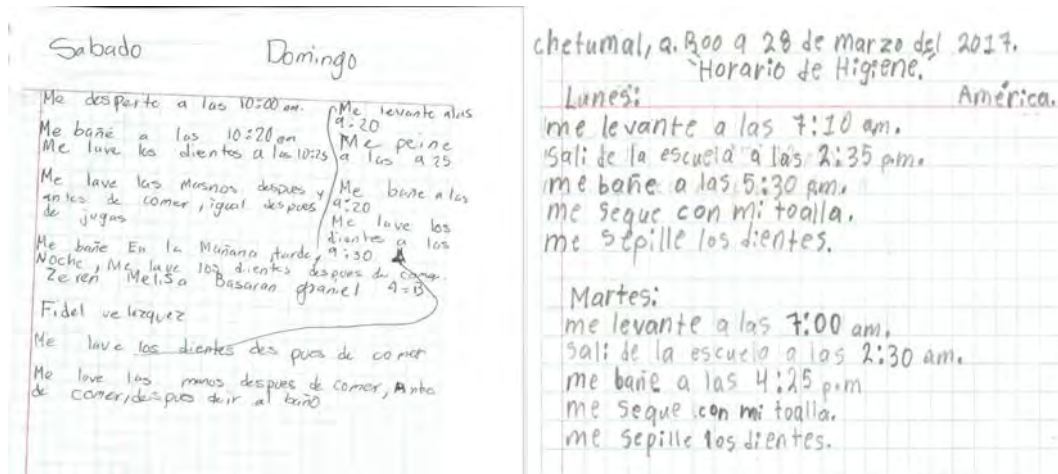 Sabado
Domingo
Me desperte a las 10:00 am.
Me bañé a las 10:20 am
Me lave los dientes a las 10:25
Me lave las masnos despues y
antes de comer, igual despues
de jugas
Me bañe En la Mañana, tarde,
Noche, Me lave los dientes despues de comer.
Zeren Melisa Basaran 4=B
Fidel velazquez
Me levante alas
9:20
Me peine
a las 9 25
Me bañe a las
9:20
Me lave los
dientes a las
9:30
Me lave los dientes des pues de comer
Me lave las manos despues de comer, Antes
de comer, despues de ir al baño
chetumal, Q. Roo a 28 de marzo del 2017.
"Horario de Higiene."
Lunes:
América.
me levante a las 7:10 am.
sali de la escuela a las 2:35 p.m.
me bañe a las 5:30 pm.
me seque con mi toalla.
me sepille los dientes.
Martes:
me levante a las 7:00 am.
sali de la escuela a las 2:30 am.
me bañe a las 4:25 p.m
me seque con mi toalla.
me sepille los dientes.